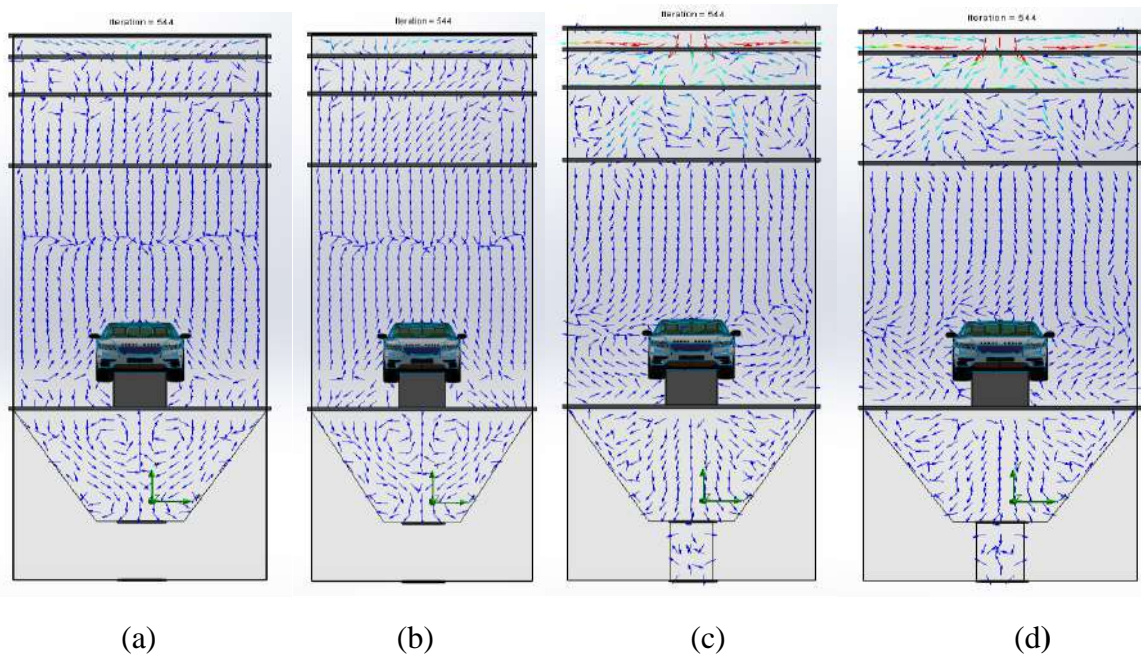 Iteration = 544
Iteration = 544
Iteration = 544
Iteration = 544
(a)
(b)
(c)
(d)